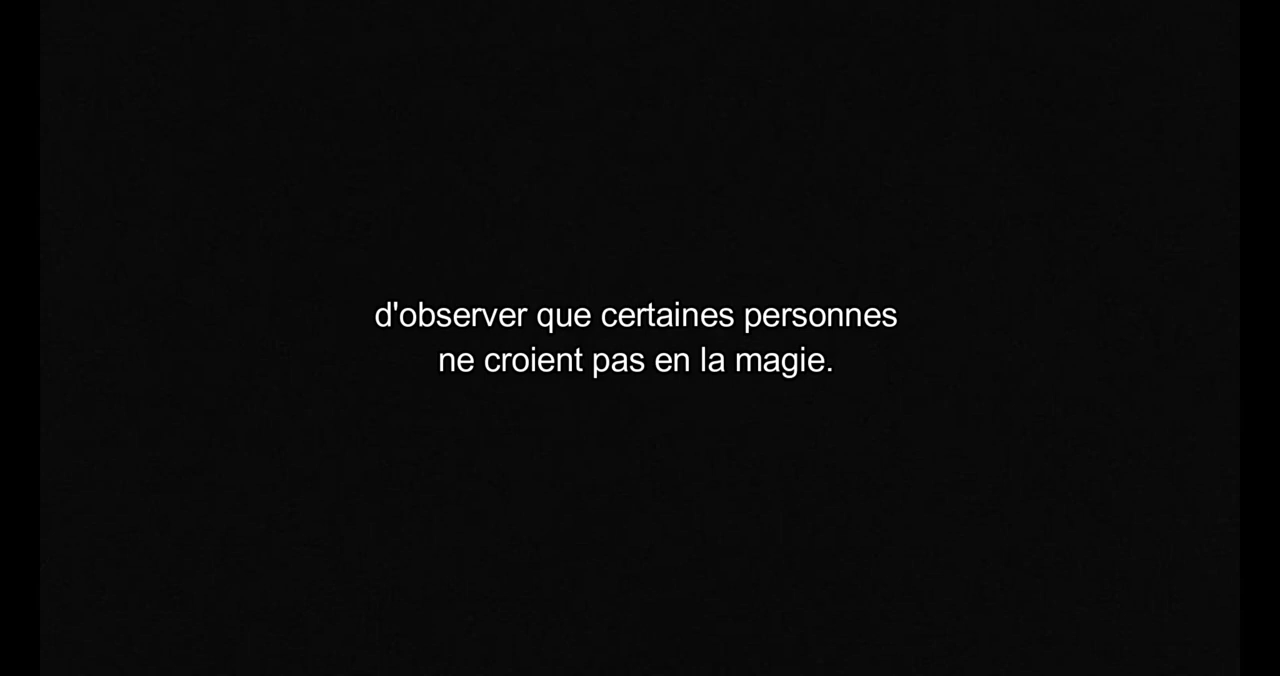 d'observer que certaines personnes
ne croient pas en la magie.